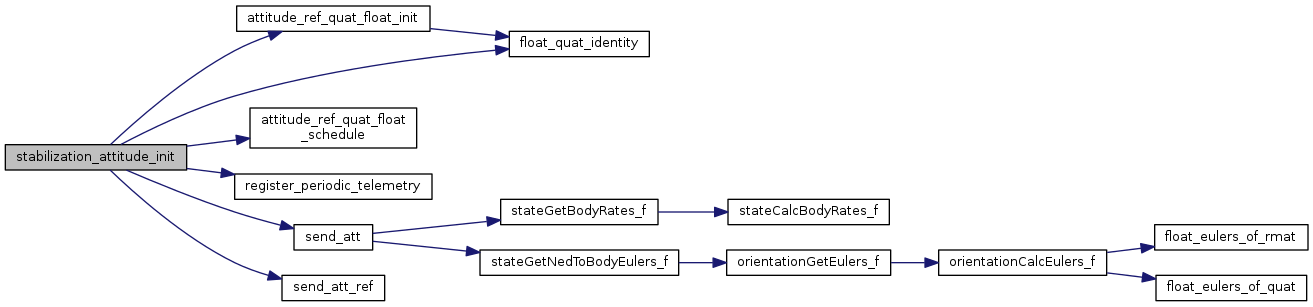 attitude_ref_quat_float_init
float_quat_identity
attitude_ref_quat_float
_schedule
stabilization_attitude_init
register_periodic_telemetry
stateGetBodyRates_f
stateCalcBodyRates_f
send_att
float_eulers_of_rmat
stateGetNedToBodyEulers_f
orientationGetEulers_f
orientationCalcEulers_f
send_att_ref
float_eulers_of_quat